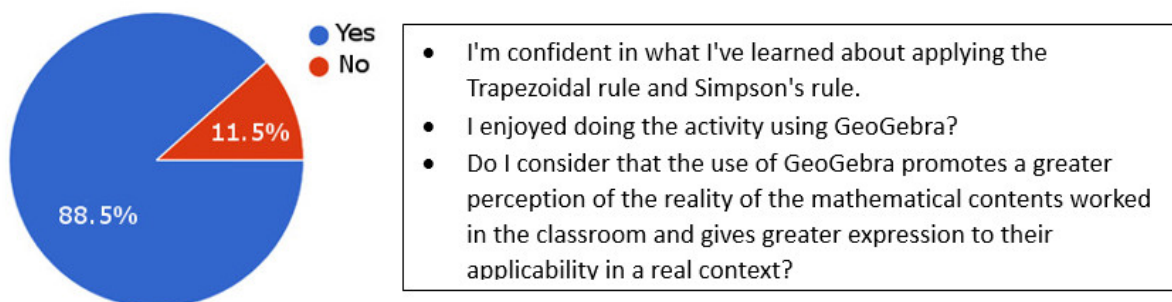 Yes
No
11.5%
88.5%
• I'm confident in what I've learned about applying the
Trapezoidal rule and Simpson's rule.
• I enjoyed doing the activity using GeoGebra?
• Do I consider that the use of GeoGebra promotes a greater
perception of the reality of the mathematical contents worked
in the classroom and gives greater expression to their
applicability in a real context?